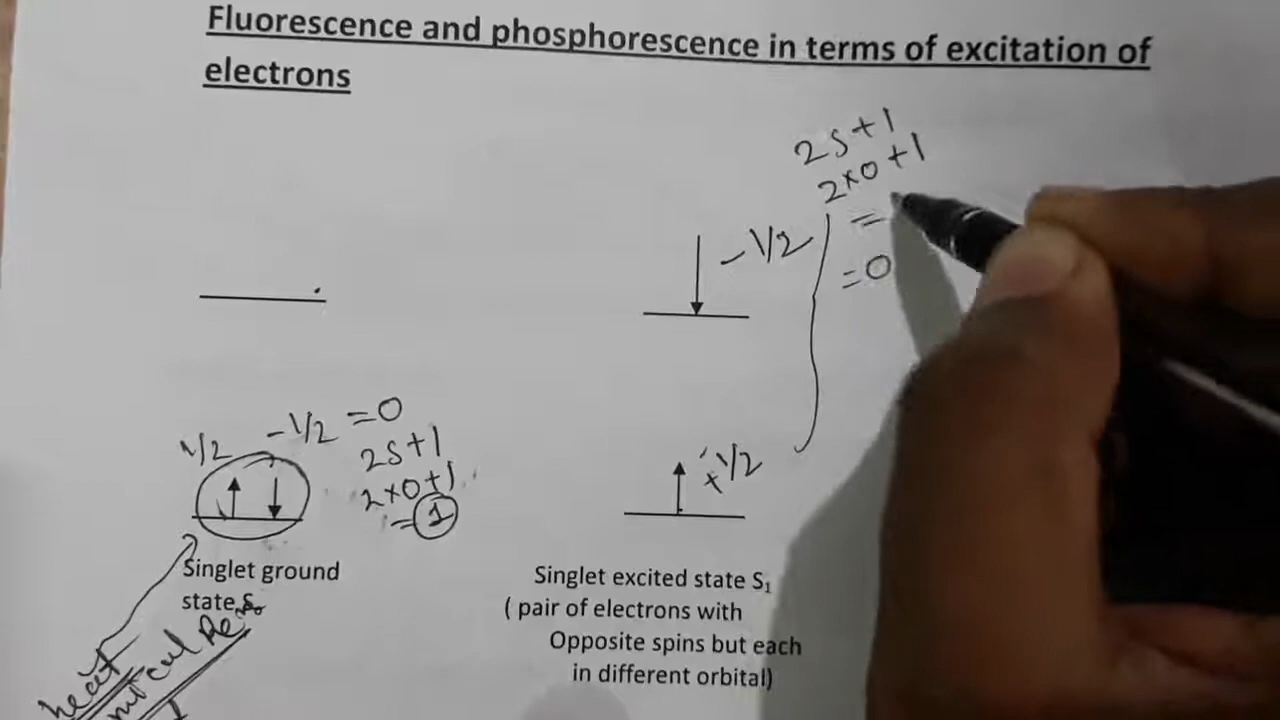 Fluorescence and phosphorescence in terms of excitation of
electrons
2s+1
2×0+1
=
=0
-1/2
+1/2
1/2 -1/2 =0
2s+1
2×0+1
=1
Singlet ground
state S₀
heat
Singlet excited state S₁
( pair of electrons with
Opposite spins but each
in different orbital)